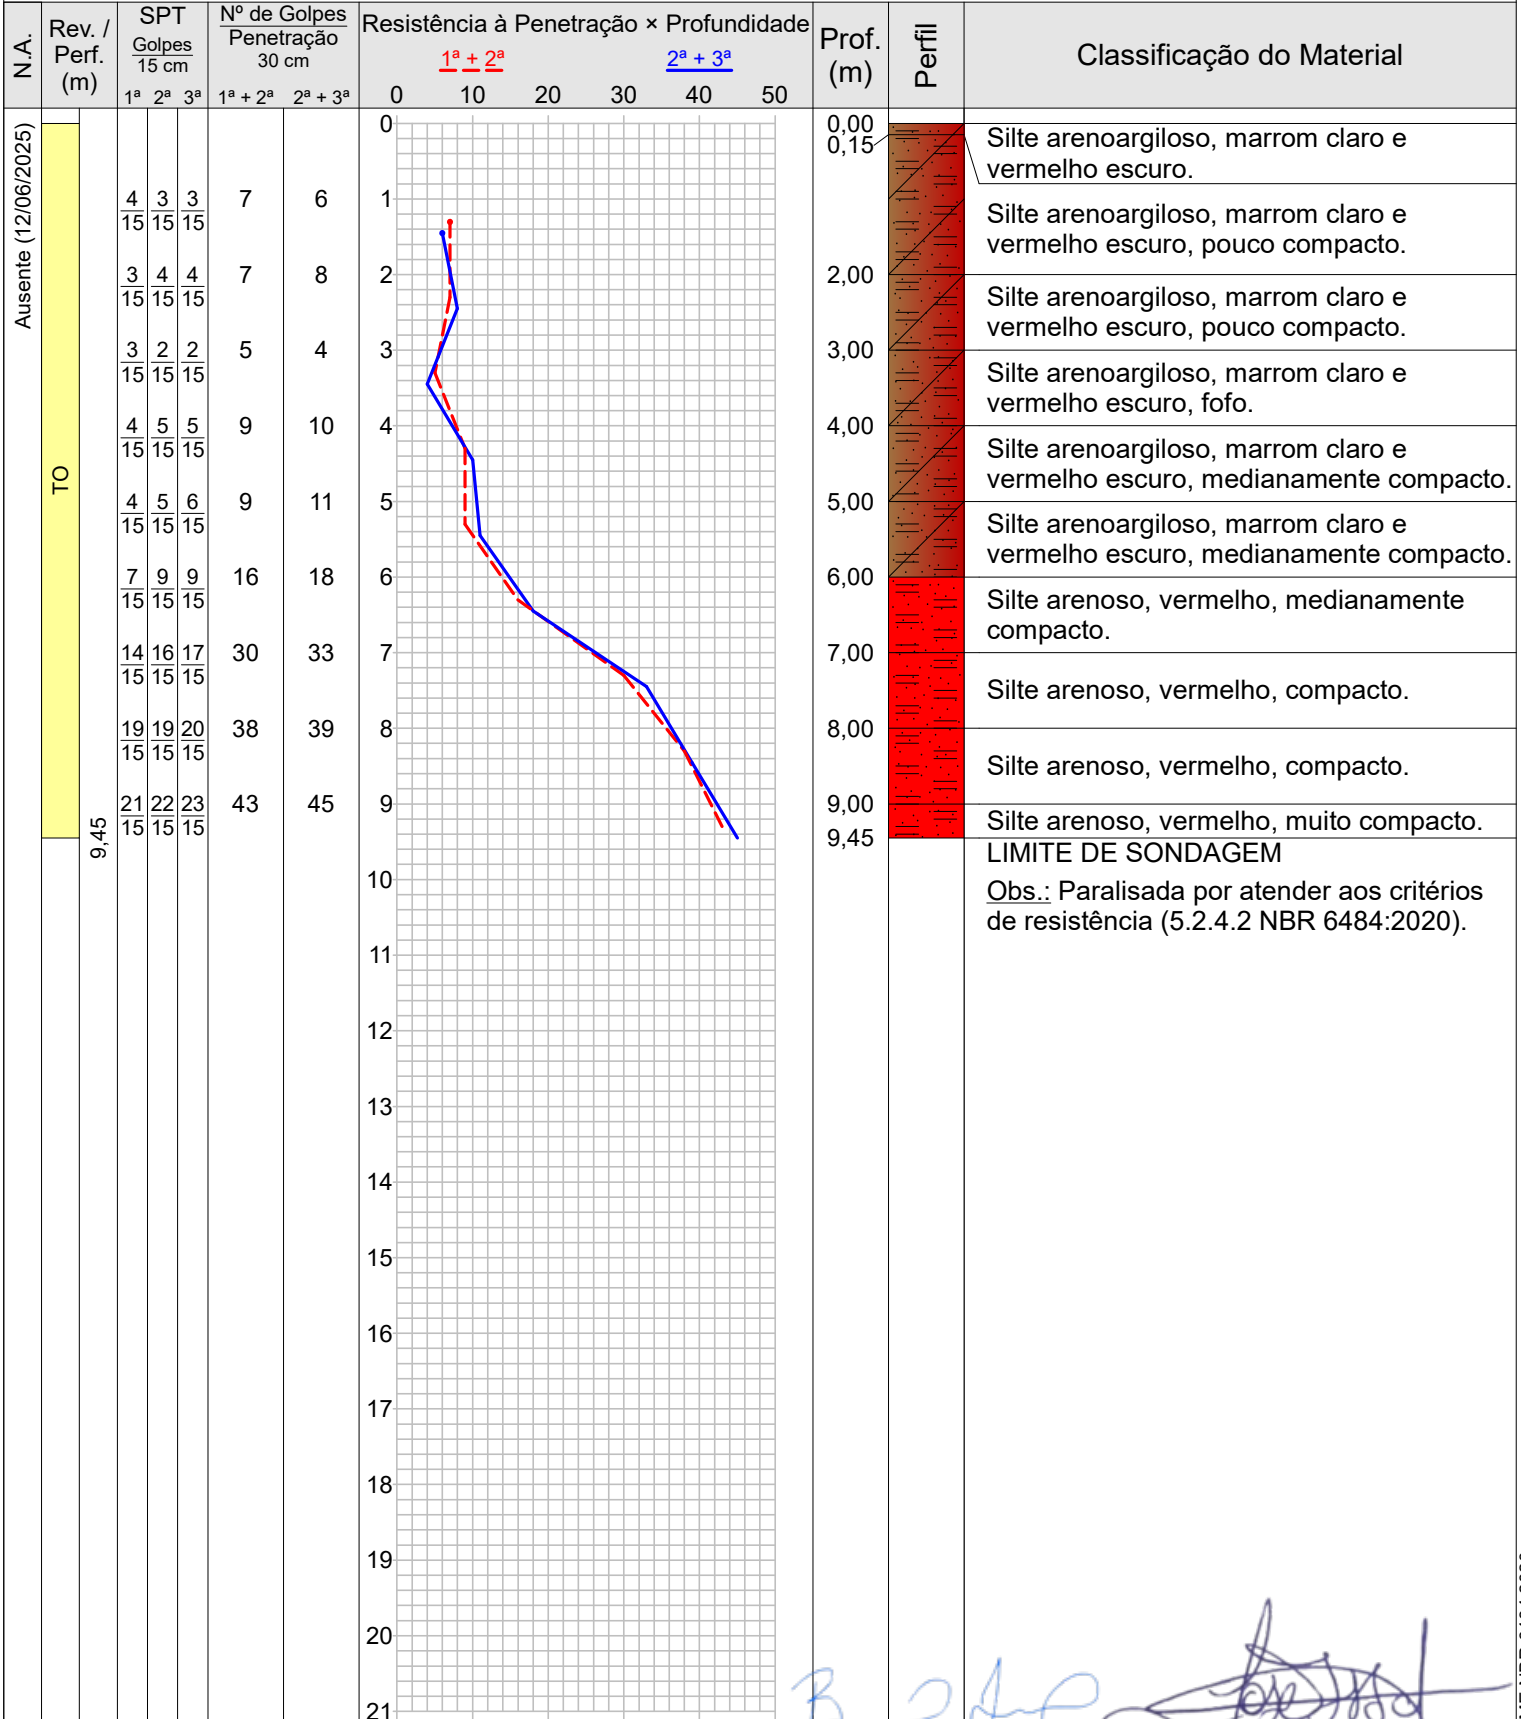 N.A.
Rev. /
Perf.
(m)
SPT
Golpes
15 cm
1ª 2ª 3ª
Nº de Golpes
Penetração
30 cm
1ª + 2ª 2ª + 3ª
Resistência à Penetração × Profundidade
1ª + 2ª 2ª + 3ª
0 10 20 30 40 50
Prof.
(m)
Perfil
Classificação do Material
Ausente (12/06/2025)
TO
9,45
4 3 3 7 6
15 15 15
3 4 4 7 8
15 15 15
3 2 2 5 4
15 15 15
4 5 5 9 10
15 15 15
4 5 6 9 11
15 15 15
7 9 9 16 18
15 15 15
14 16 17 30 33
15 15 15
19 19 20 38 39
15 15 15
21 22 23 43 45
15 15 15
0
1
2
3
4
5
6
7
8
9
10
11
12
13
14
15
16
17
18
19
20
21
0,00
0,15
2,00
3,00
4,00
5,00
6,00
7,00
8,00
9,00
9,45
Silte arenoargiloso, marrom claro e
vermelho escuro.
Silte arenoargiloso, marrom claro e
vermelho escuro, pouco compacto.
Silte arenoargiloso, marrom claro e
vermelho escuro, pouco compacto.
Silte arenoargiloso, marrom claro e
vermelho escuro, fofo.
Silte arenoargiloso, marrom claro e
vermelho escuro, medianamente compacto.
Silte arenoargiloso, marrom claro e
vermelho escuro, medianamente compacto.
Silte arenoso, vermelho, medianamente
compacto.
Silte arenoso, vermelho, compacto.
Silte arenoso, vermelho, compacto.
Silte arenoso, vermelho, muito compacto.
LIMITE DE SONDAGEM
Obs.: Paralisada por atender aos critérios
de resistência (5.2.4.2 NBR 6484:2020).